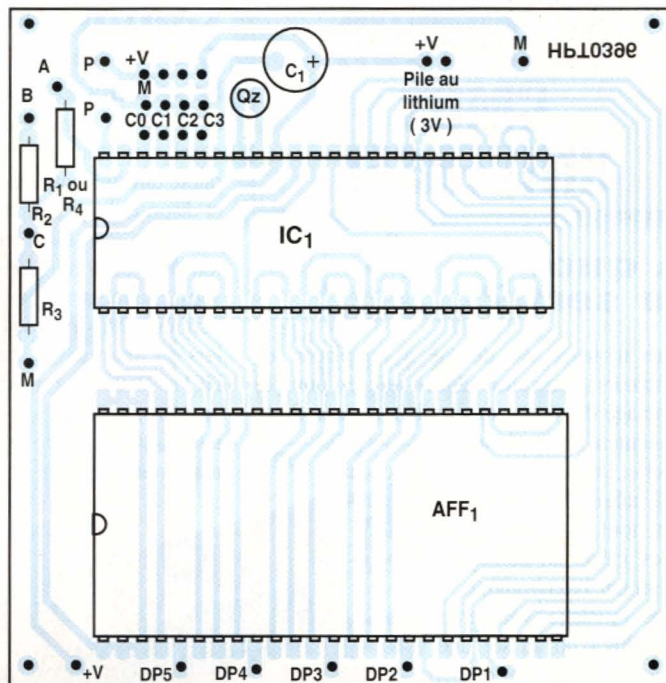 A
B
P
P
+V
M
C0 C1 C2 C3
Qz
C1 +
+V
Pile au
lithium
( 3V )
M
HPT0396
R1 ou
R4
R2
C
R3
M
IC1
AFF1
+V
DP5
DP4
DP3
DP2
DP1